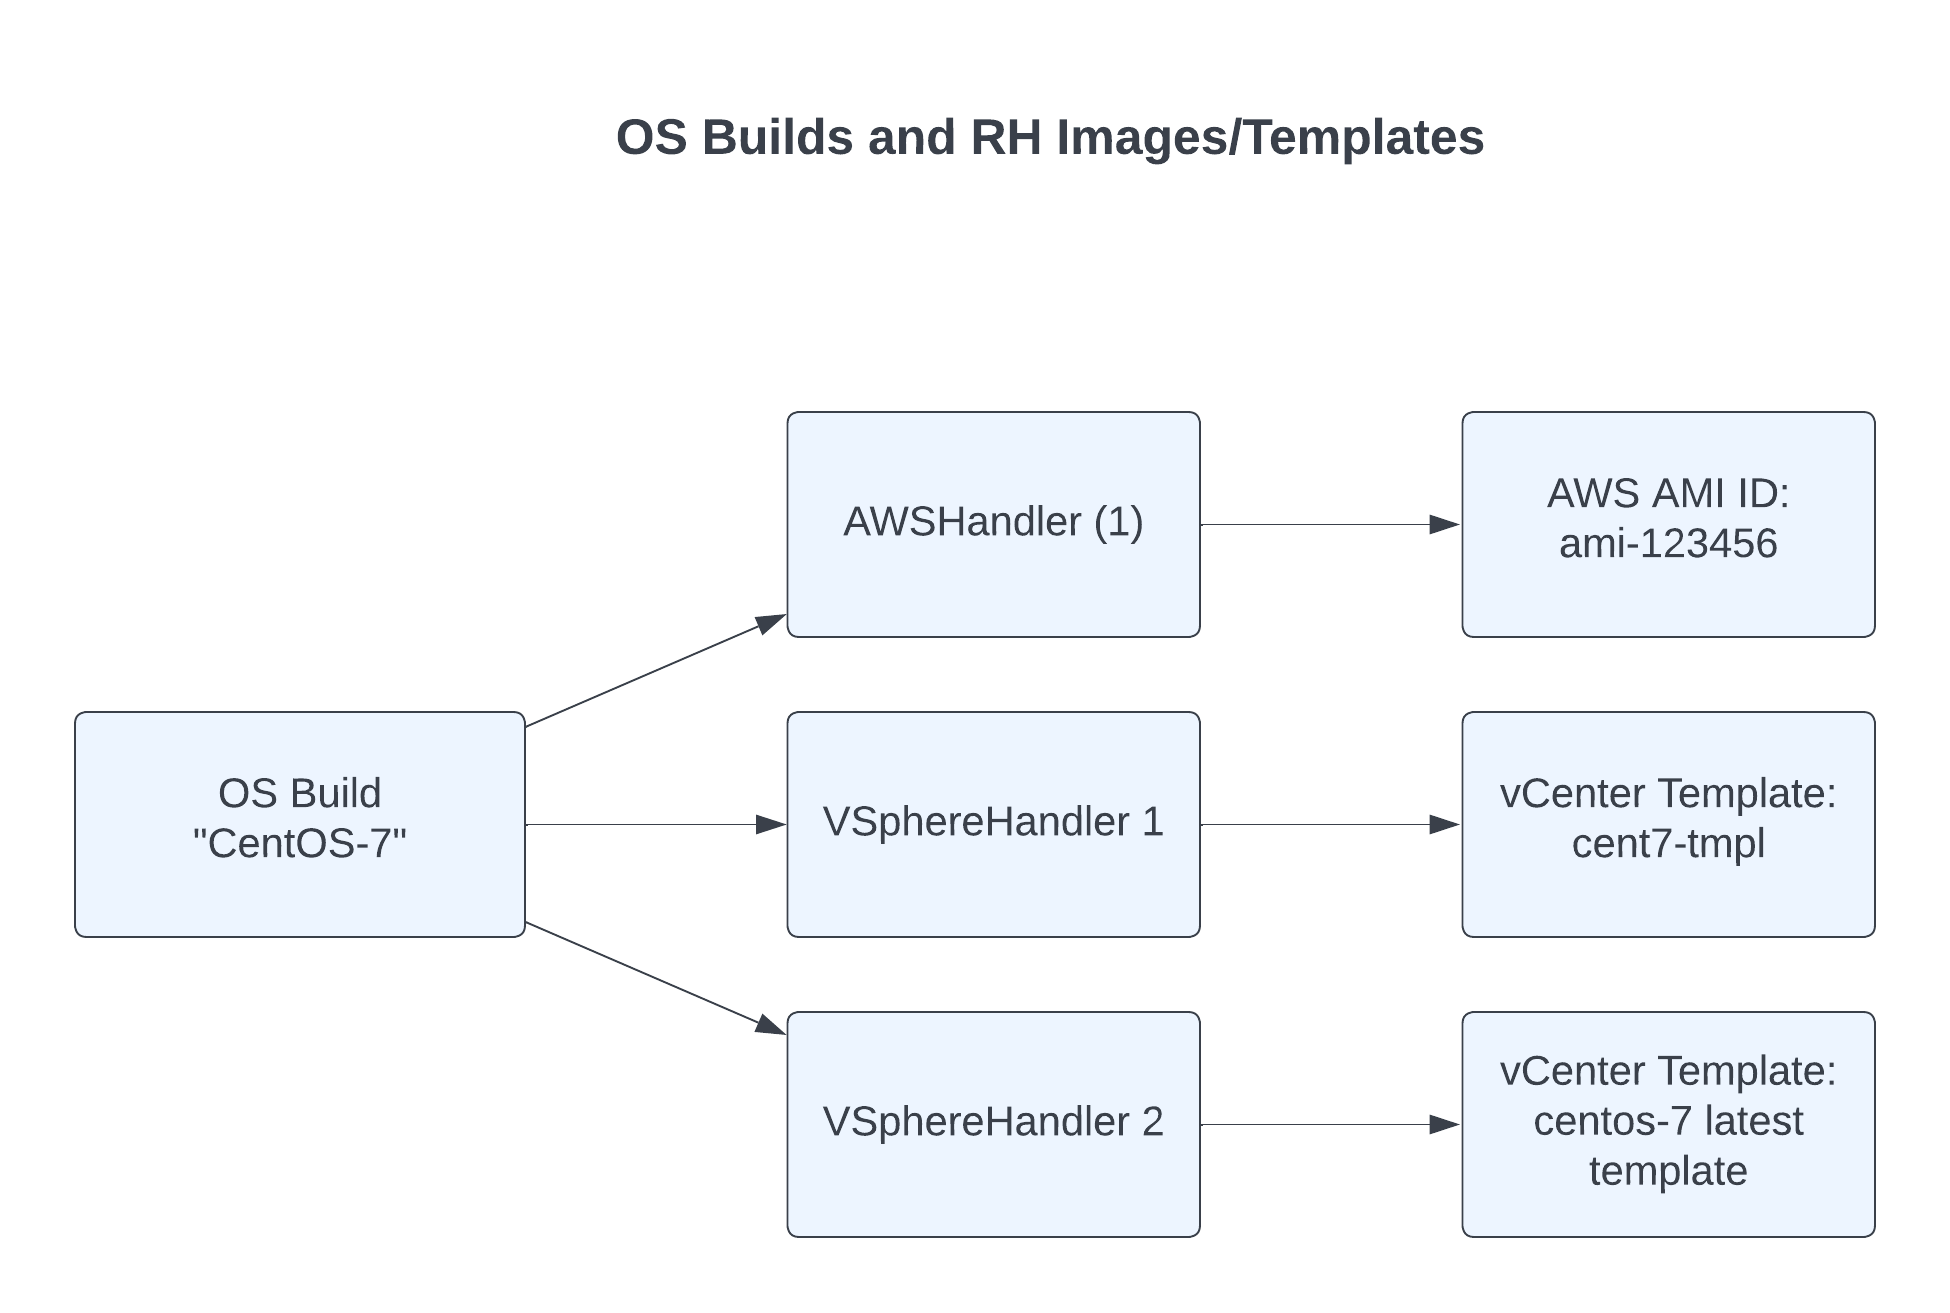 OS Builds and RH Images/Templates
AWSHandler (1)
AWS AMI ID:
ami-123456
OS Build
"CentOS-7"
VSphereHandler 1
vCenter Template:
cent7-tmpl
VSphereHandler 2
vCenter Template:
centos-7 latest
template